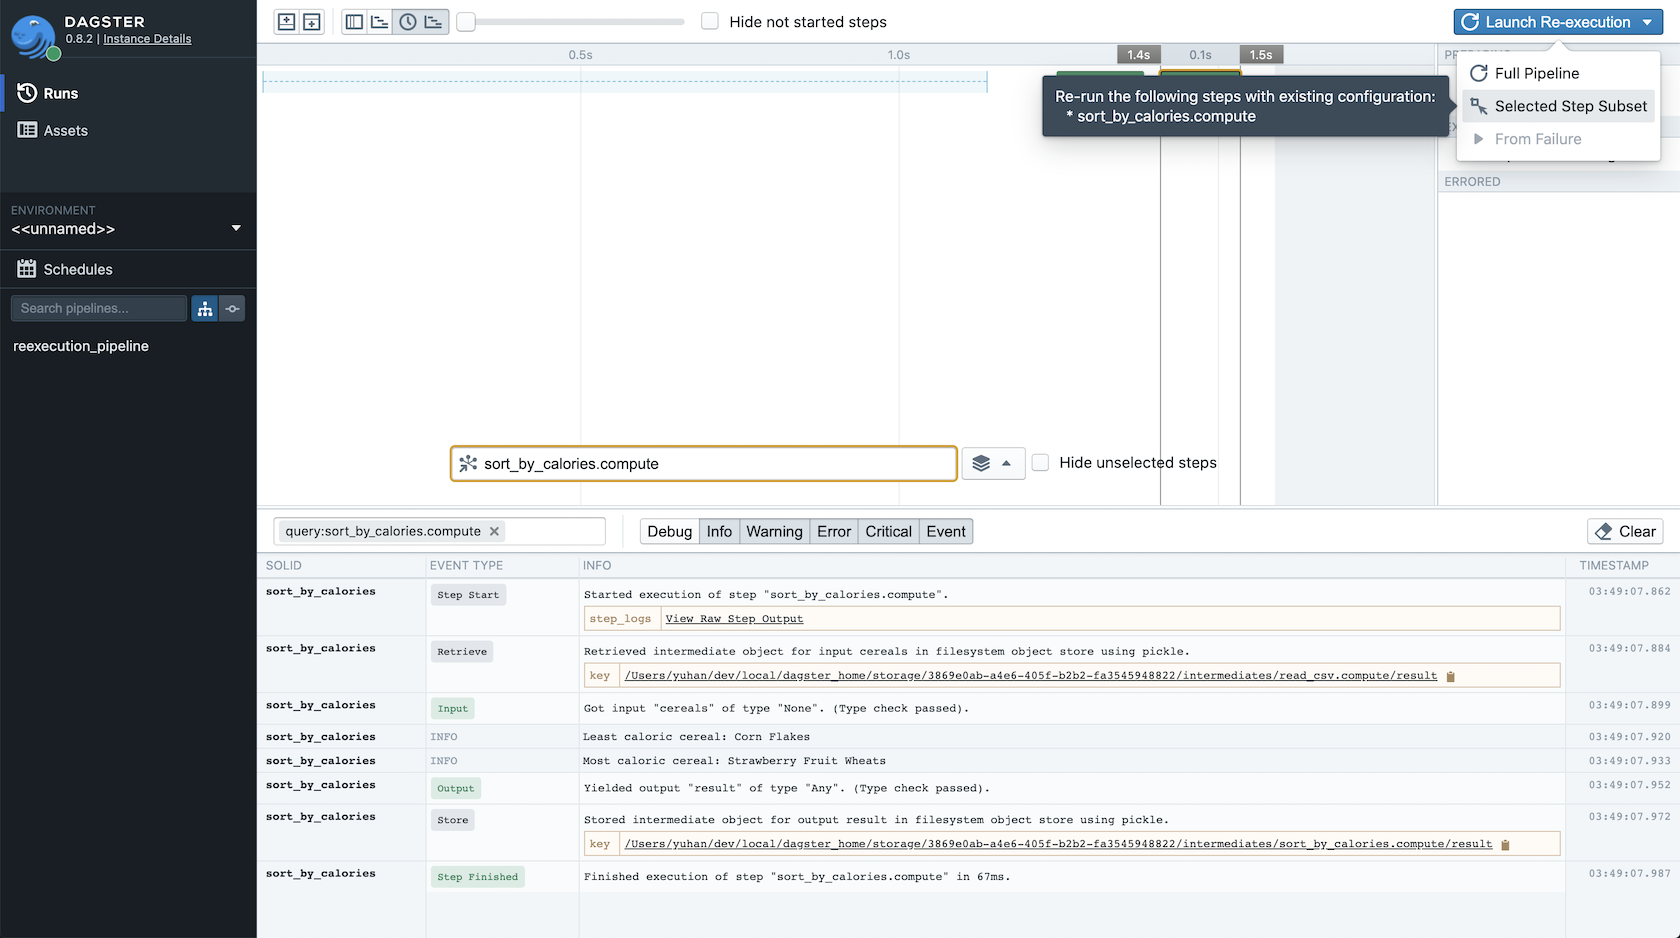 DAGSTER
0.8.2 | Instance Details
Runs
Assets
ENVIRONMENT
<<unnamed>>
Schedules
Search pipelines...
reexecution_pipeline
Hide not started steps
Launch Re-execution
0.5s 1.0s 1.4s 0.1s 1.5s
Full Pipeline
Selected Step Subset
From Failure
Re-run the following steps with existing configuration:
* sort_by_calories.compute
ERRORED
sort_by_calories.compute
Hide unselected steps
query:sort_by_calories.compute
Debug Info Warning Error Critical Event
Clear
SOLID EVENT TYPE INFO TIMESTAMP
sort_by_calories Step Start Started execution of step "sort_by_calories.compute". 03:49:07.862
step_logs View Raw Step Output
sort_by_calories Retrieve Retrieved intermediate object for input cereals in filesystem object store using pickle. 03:49:07.884
key /Users/yuhan/dev/local/dagster_home/storage/3869e0ab-a4e6-405f-b2b2-fa3545948822/intermediates/read_csv.compute/result
sort_by_calories Input Got input "cereals" of type "None". (Type check passed). 03:49:07.899
sort_by_calories INFO Least caloric cereal: Corn Flakes 03:49:07.920
sort_by_calories INFO Most caloric cereal: Strawberry Fruit Wheats 03:49:07.933
sort_by_calories Output Yielded output "result" of type "Any". (Type check passed). 03:49:07.952
sort_by_calories Store Stored intermediate object for output result in filesystem object store using pickle. 03:49:07.972
key /Users/yuhan/dev/local/dagster_home/storage/3869e0ab-a4e6-405f-b2b2-fa3545948822/intermediates/sort_by_calories.compute/result
sort_by_calories Step Finished Finished execution of step "sort_by_calories.compute" in 67ms. 03:49:07.987